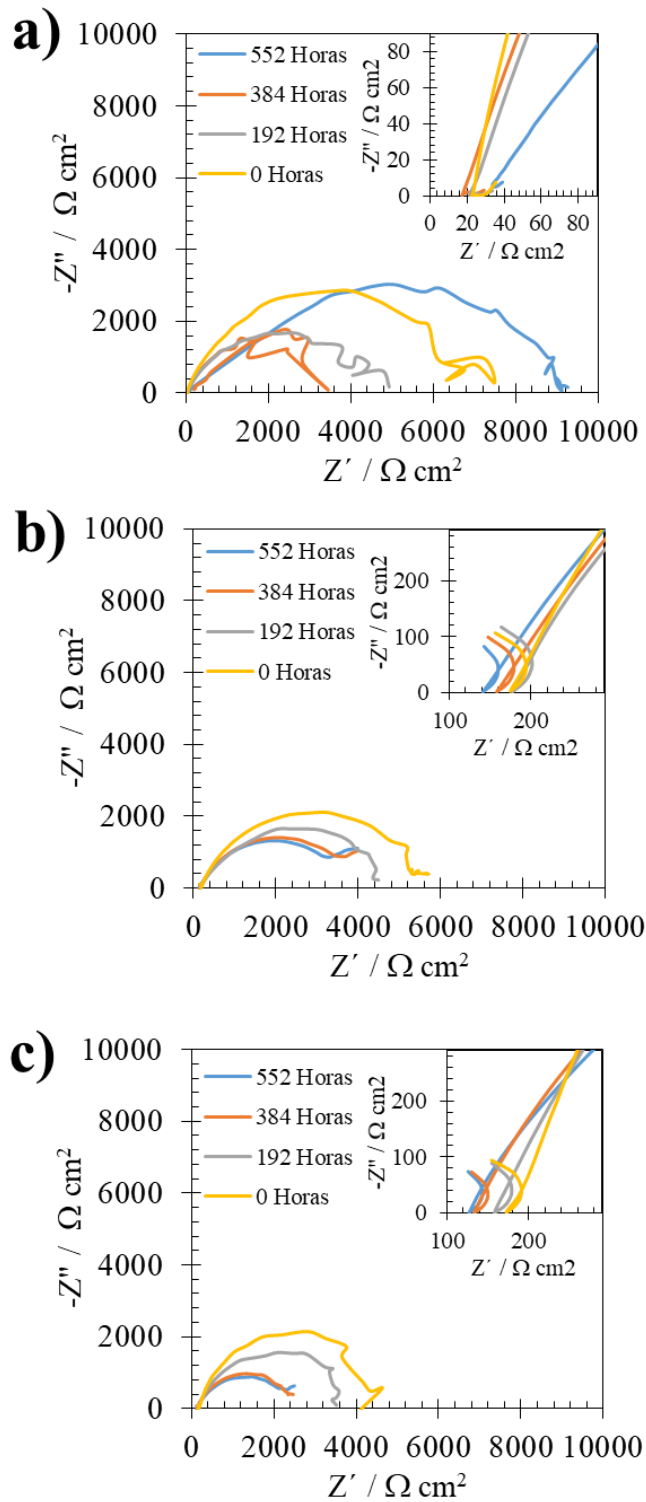 a)
10000
8000
6000
4000
2000
0
-Z" / Ω cm²
552 Horas
384 Horas
192 Horas
0 Horas
80
60
40
20
0
-Z" / Ω cm2
0 20 40 60 80
Z´ / Ω cm2
0 2000 4000 6000 8000 10000
Z´ / Ω cm²
b)
10000
8000
6000
4000
2000
0
-Z" / Ω cm²
552 Horas
384 Horas
192 Horas
0 Horas
200
100
0
-Z" / Ω cm2
100 200
Z´ / Ω cm2
0 2000 4000 6000 8000 10000
Z´ / Ω cm²
c)
10000
8000
6000
4000
2000
0
-Z" / Ω cm²
552 Horas
384 Horas
192 Horas
0 Horas
200
100
0
-Z" / Ω cm2
100 200
Z´ / Ω cm2
0 2000 4000 6000 8000 10000
Z´ / Ω cm²